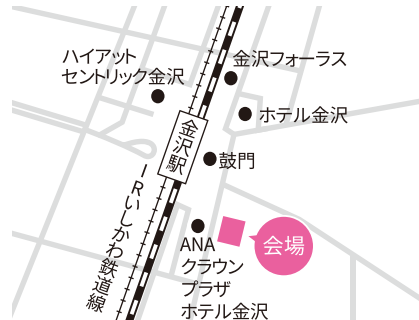 ハイアット
セントリック金沢
金沢フォーラス
ホテル金沢
金沢駅
鼓門
IRいしかわ鉄道線
会場
ANA
クラウン
プラザ
ホテル金沢